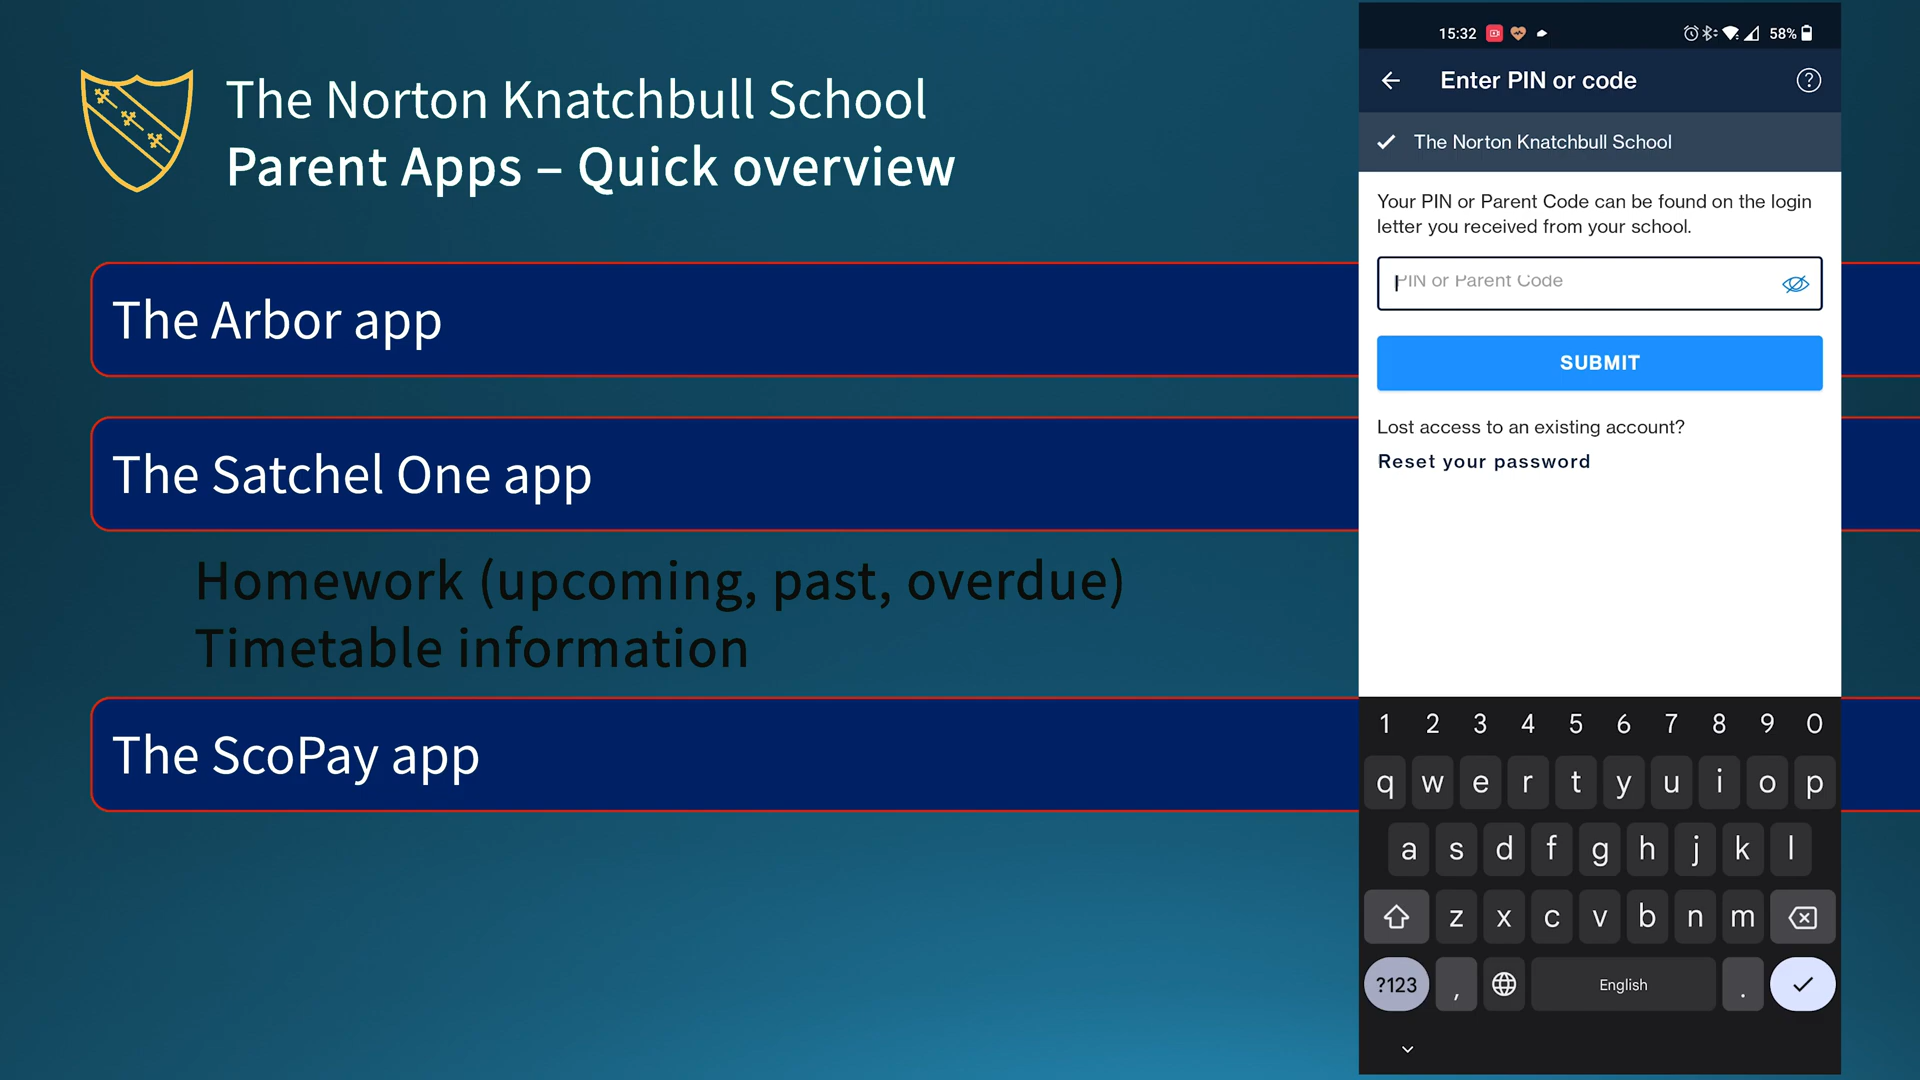 The Norton Knatchbull School
Parent Apps – Quick overview
The Arbor app
The Satchel One app
Homework (upcoming, past, overdue)
Timetable information
The ScoPay app
15:32 58%
Enter PIN or code
The Norton Knatchbull School
Your PIN or Parent Code can be found on the login
letter you received from your school.
PIN or Parent Code
SUBMIT
Lost access to an existing account?
Reset your password
1 2 3 4 5 6 7 8 9 0
q w e r t y u i o p
a s d f g h j k l
z x c v b n m
?123 , English .